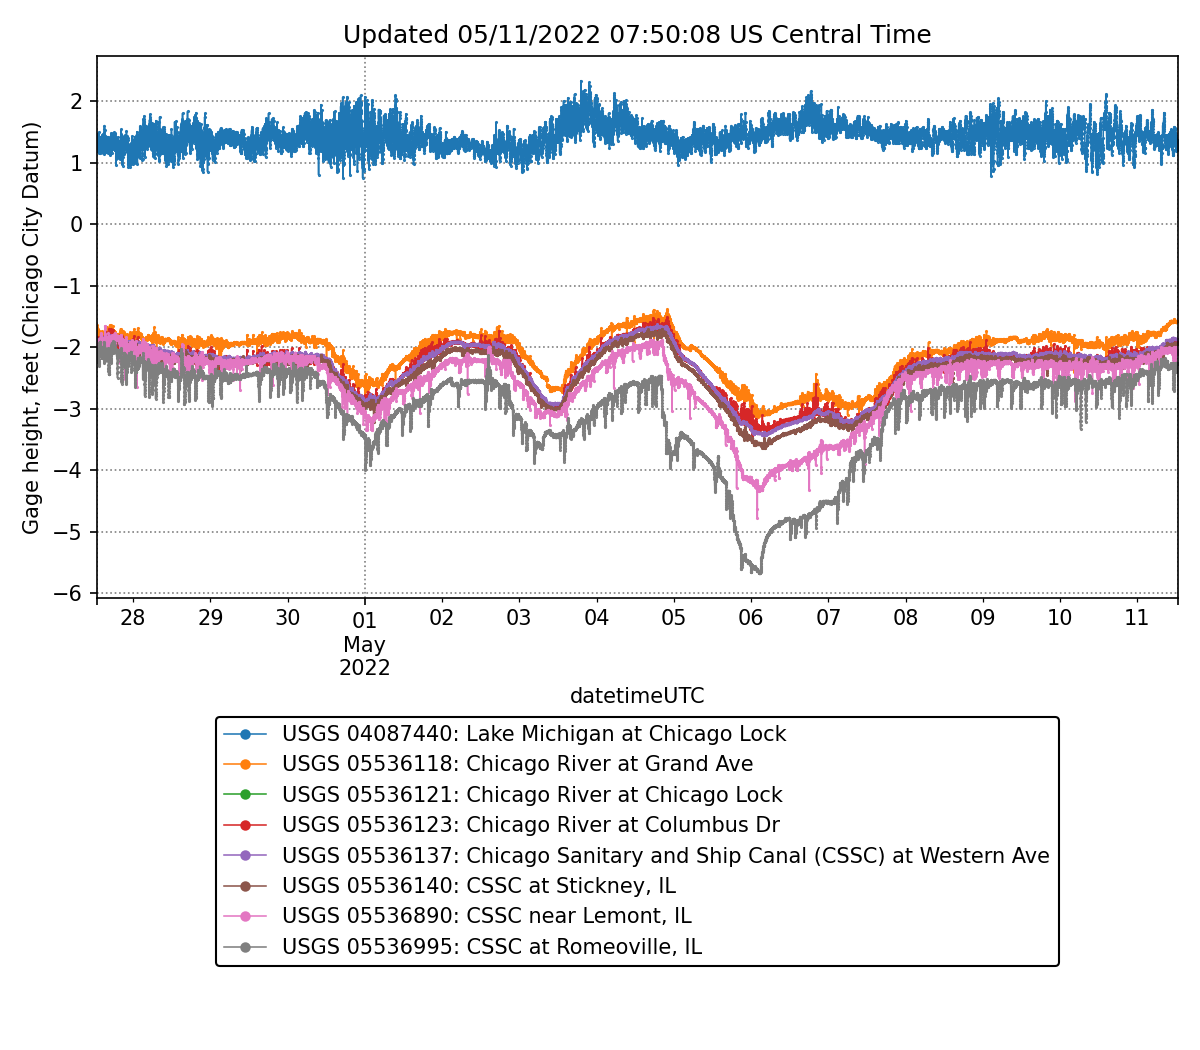 Updated 05/11/2022 07:50:08 US Central Time
Gage height, feet (Chicago City Datum)
2
1
0
−1
−2
−3
−4
−5
−6
28 29 30 01 02 03 04 05 06 07 08 09 10 11
May
2022
datetimeUTC
USGS 04087440: Lake Michigan at Chicago Lock
USGS 05536118: Chicago River at Grand Ave
USGS 05536121: Chicago River at Chicago Lock
USGS 05536123: Chicago River at Columbus Dr
USGS 05536137: Chicago Sanitary and Ship Canal (CSSC) at Western Ave
USGS 05536140: CSSC at Stickney, IL
USGS 05536890: CSSC near Lemont, IL
USGS 05536995: CSSC at Romeoville, IL